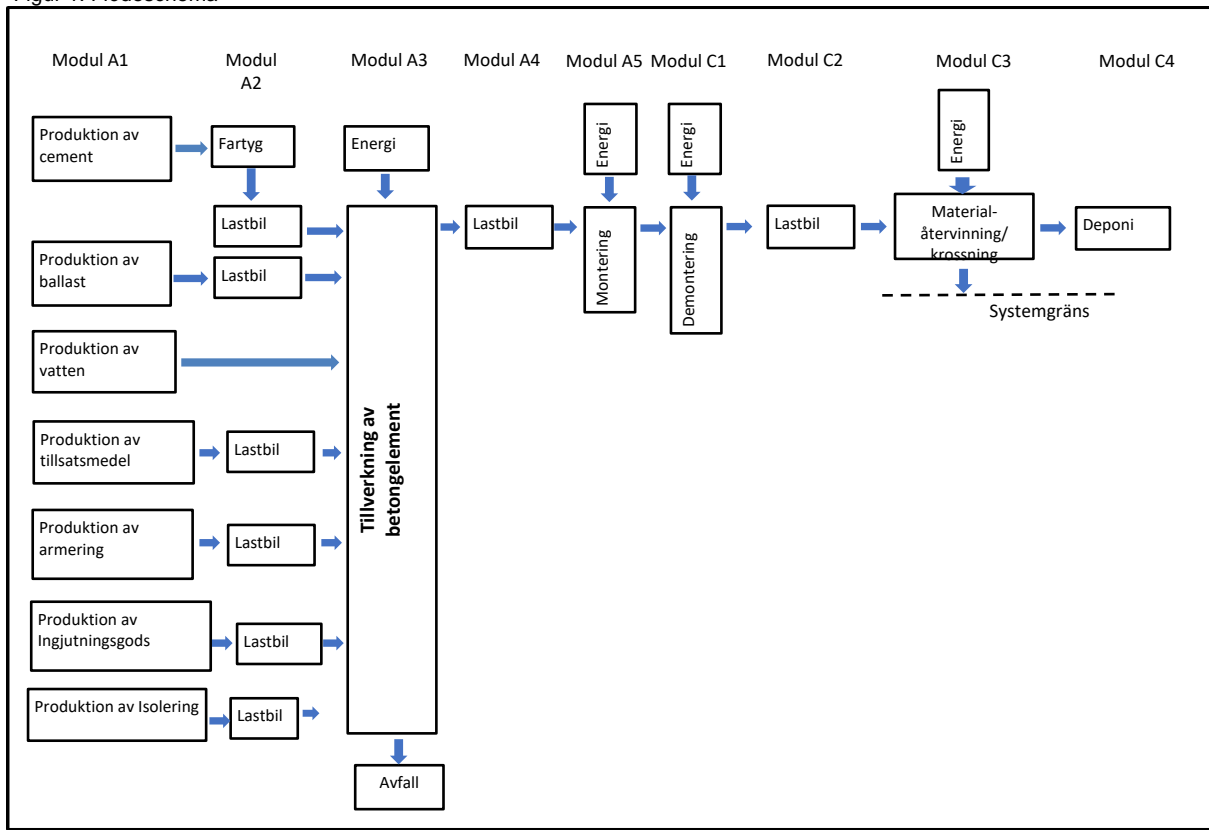 Modul A1
Modul
A2
Modul A3
Modul A4
Modul A5
Modul C1
Modul C2
Modul C3
Modul C4
Produktion av
cement
Fartyg
Energi
Energi
Energi
Energi
Lastbil
Lastbil
Montering
Demontering
Lastbil
Material-
återvinning/
krossning
Deponi
Systemgräns
Produktion av
ballast
Lastbil
Produktion av
vatten
Tillverkning av
betongelement
Produktion av
tillsatsmedel
Lastbil
Produktion av
armering
Lastbil
Produktion av
Ingjutningsgods
Lastbil
Produktion av Isolering
Lastbil
Avfall